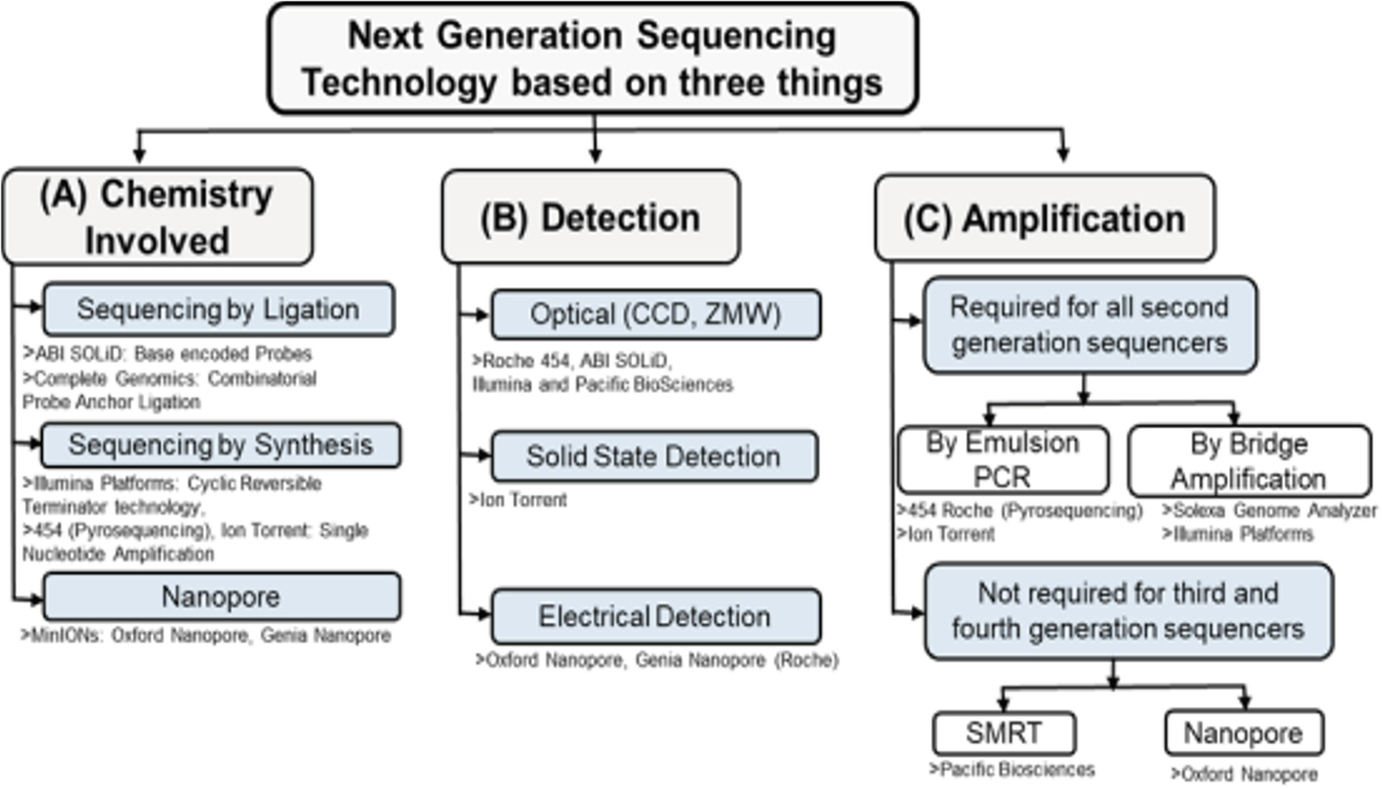 Next Generation Sequencing
Technology based on three things
(A) Chemistry
Involved
Sequencing by Ligation
>ABI SOLiD: Base encoded Probes
>Complete Genomics: Combinatorial
Probe Anchor Ligation
Sequencing by Synthesis
>Illumina Platforms: Cyclic Reversible
Terminator technology,
>454 (Pyrosequencing), Ion Torrent: Single
Nucleotide Amplification
Nanopore
>MinIONs: Oxford Nanopore, Genia Nanopore
(B) Detection
Optical (CCD, ZMW)
>Roche 454, ABI SOLiD,
Illumina and Pacific BioSciences
Solid State Detection
>Ion Torrent
Electrical Detection
>Oxford Nanopore, Genia Nanopore (Roche)
(C) Amplification
Required for all second
generation sequencers
By Emulsion
PCR
>454 Roche (Pyrosequencing)
>Ion Torrent
By Bridge
Amplification
>Solexa Genome Analyzer
>Illumina Platforms
Not required for third and
fourth generation sequencers
SMRT
>Pacific Biosciences
Nanopore
>Oxford Nanopore